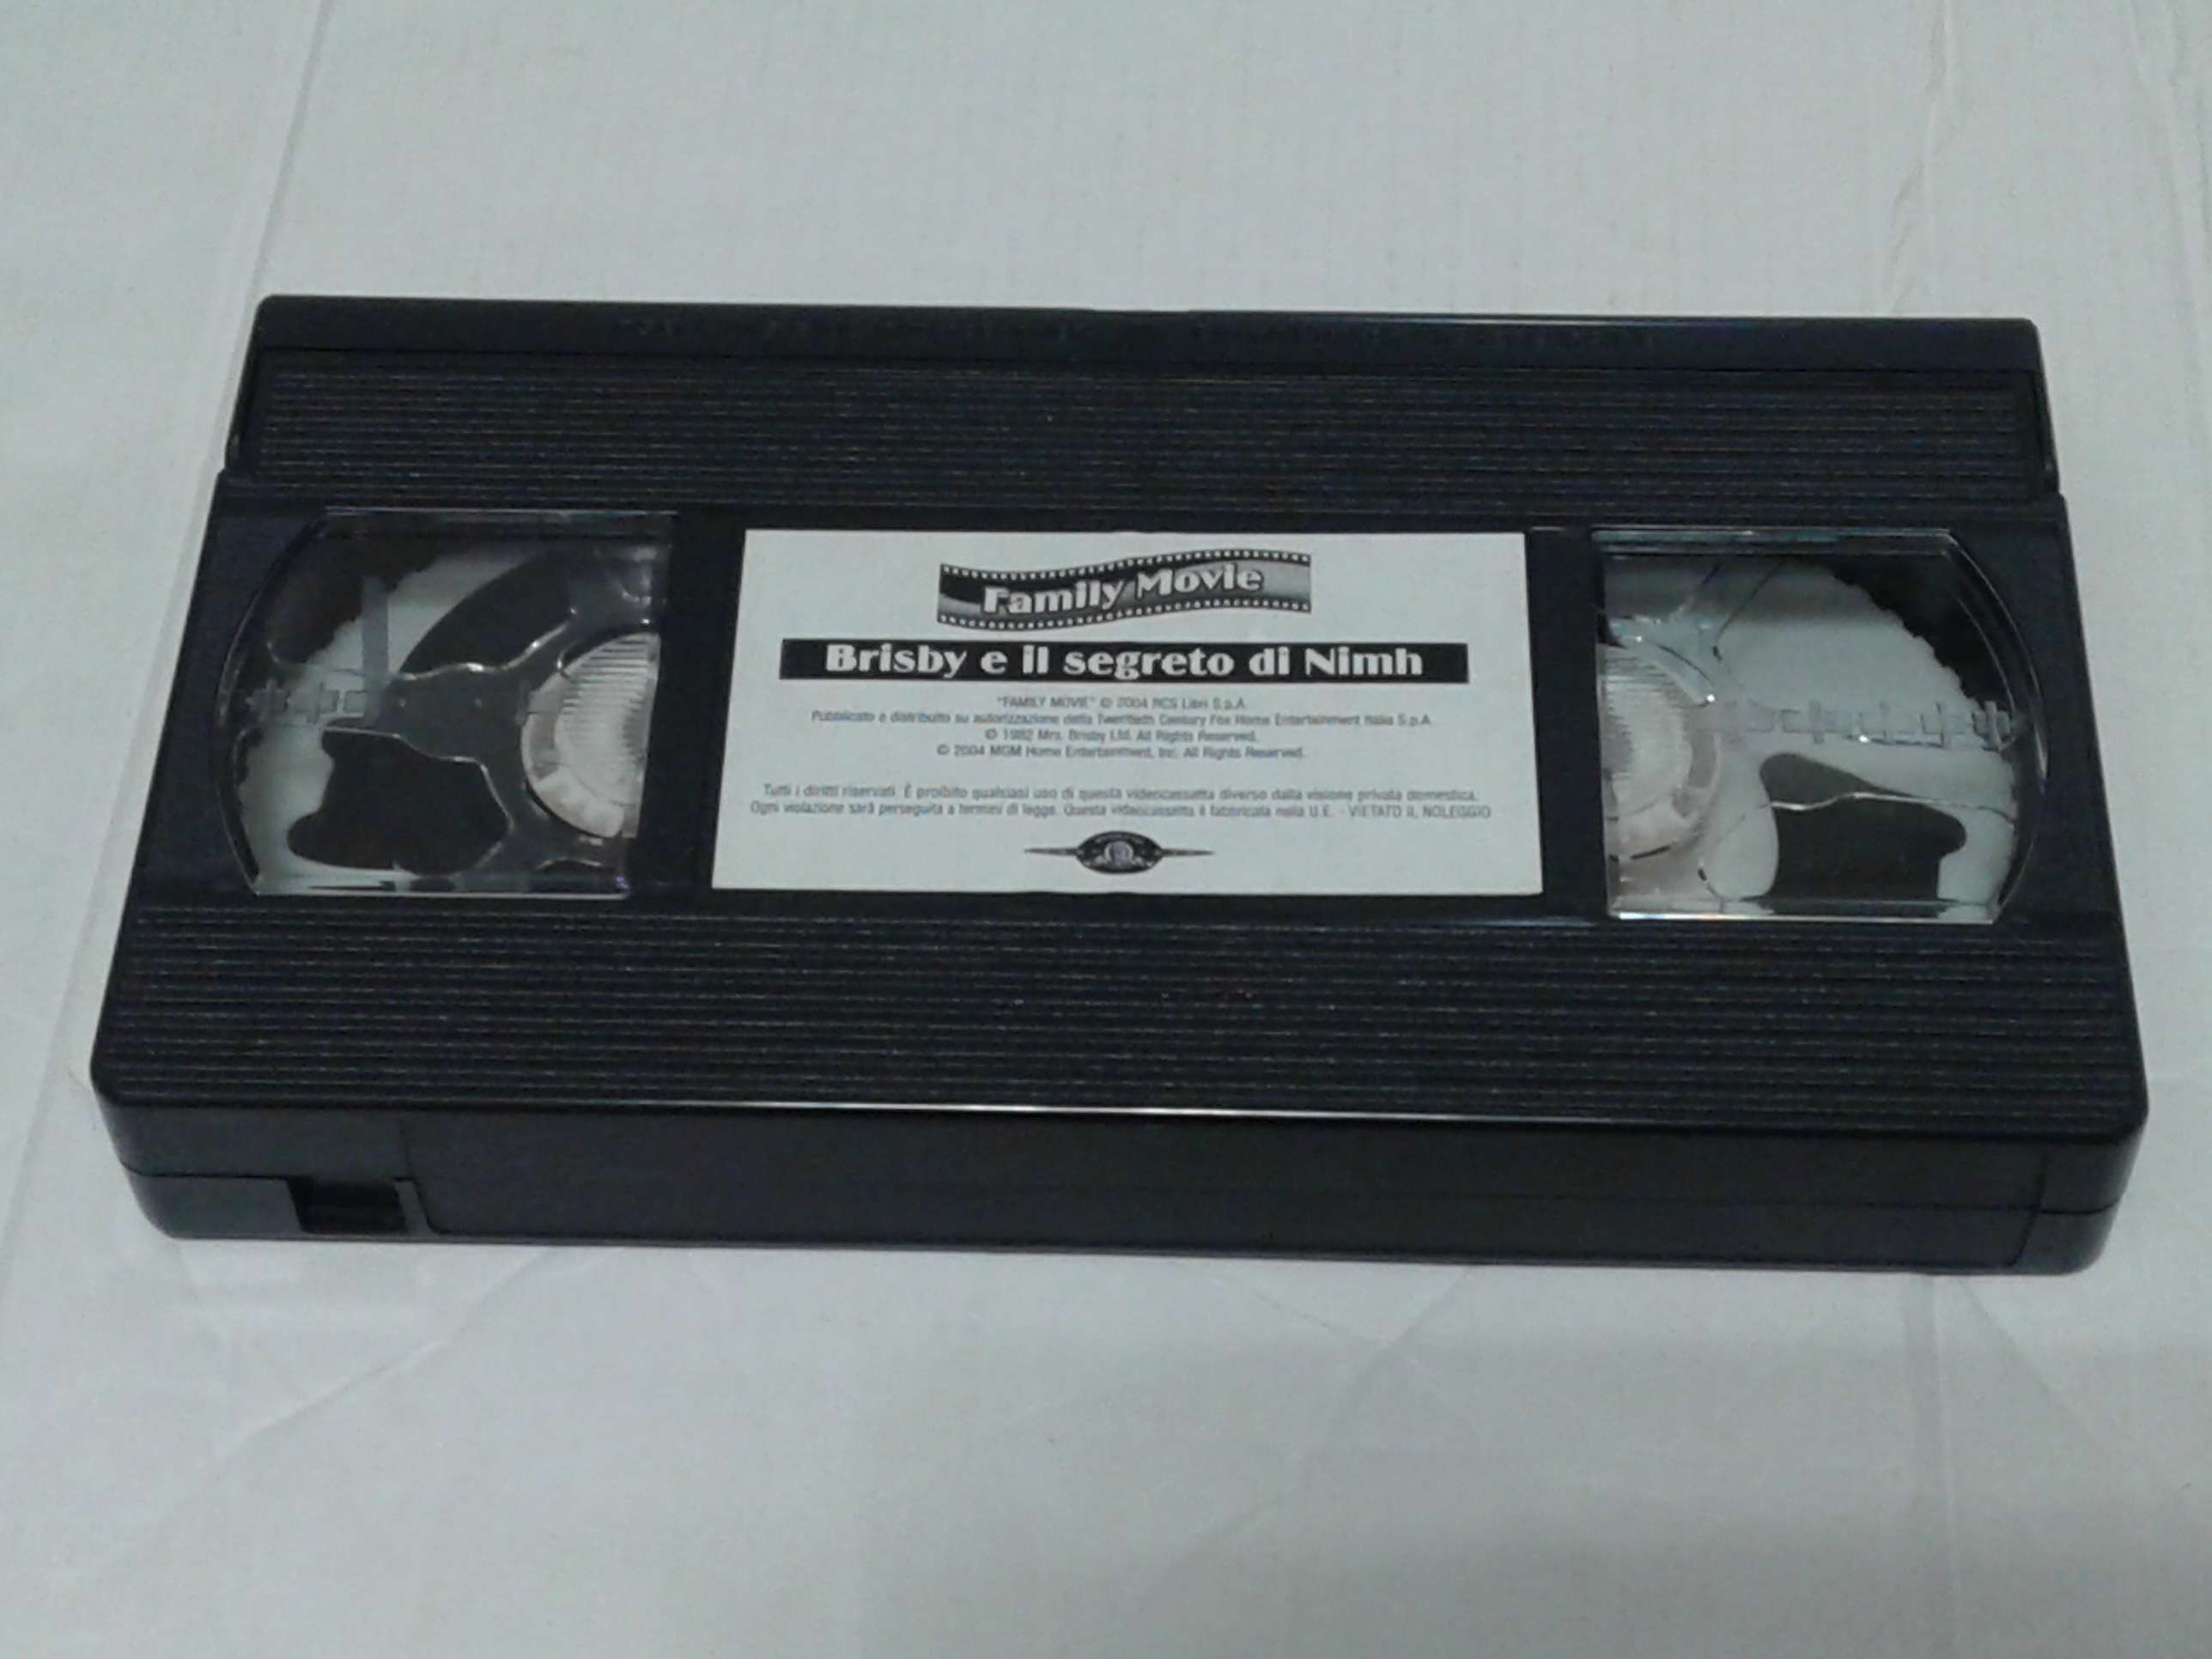 Family Movie
Brisby e il segreto di Nimh
"FAMILY MOVIE" © 2004 RCS Libri S.p.A.
Pubblicato e distribuito su autorizzazione della Twentieth Century Fox Home Entertainment Italia S.p.A.
© 1982 Mrs. Brisby Ltd. All Rights Reserved.
© 2004 MGM Home Entertainment, Inc. All Rights Reserved.
Tutti i diritti riservati. È proibito qualsiasi uso di questa videocassetta diverso dalla visione privata domestica.
Ogni violazione sarà perseguita a termini di legge. Questa videocassetta è fabbricata nella U.E. - VIETATO IL NOLEGGIO